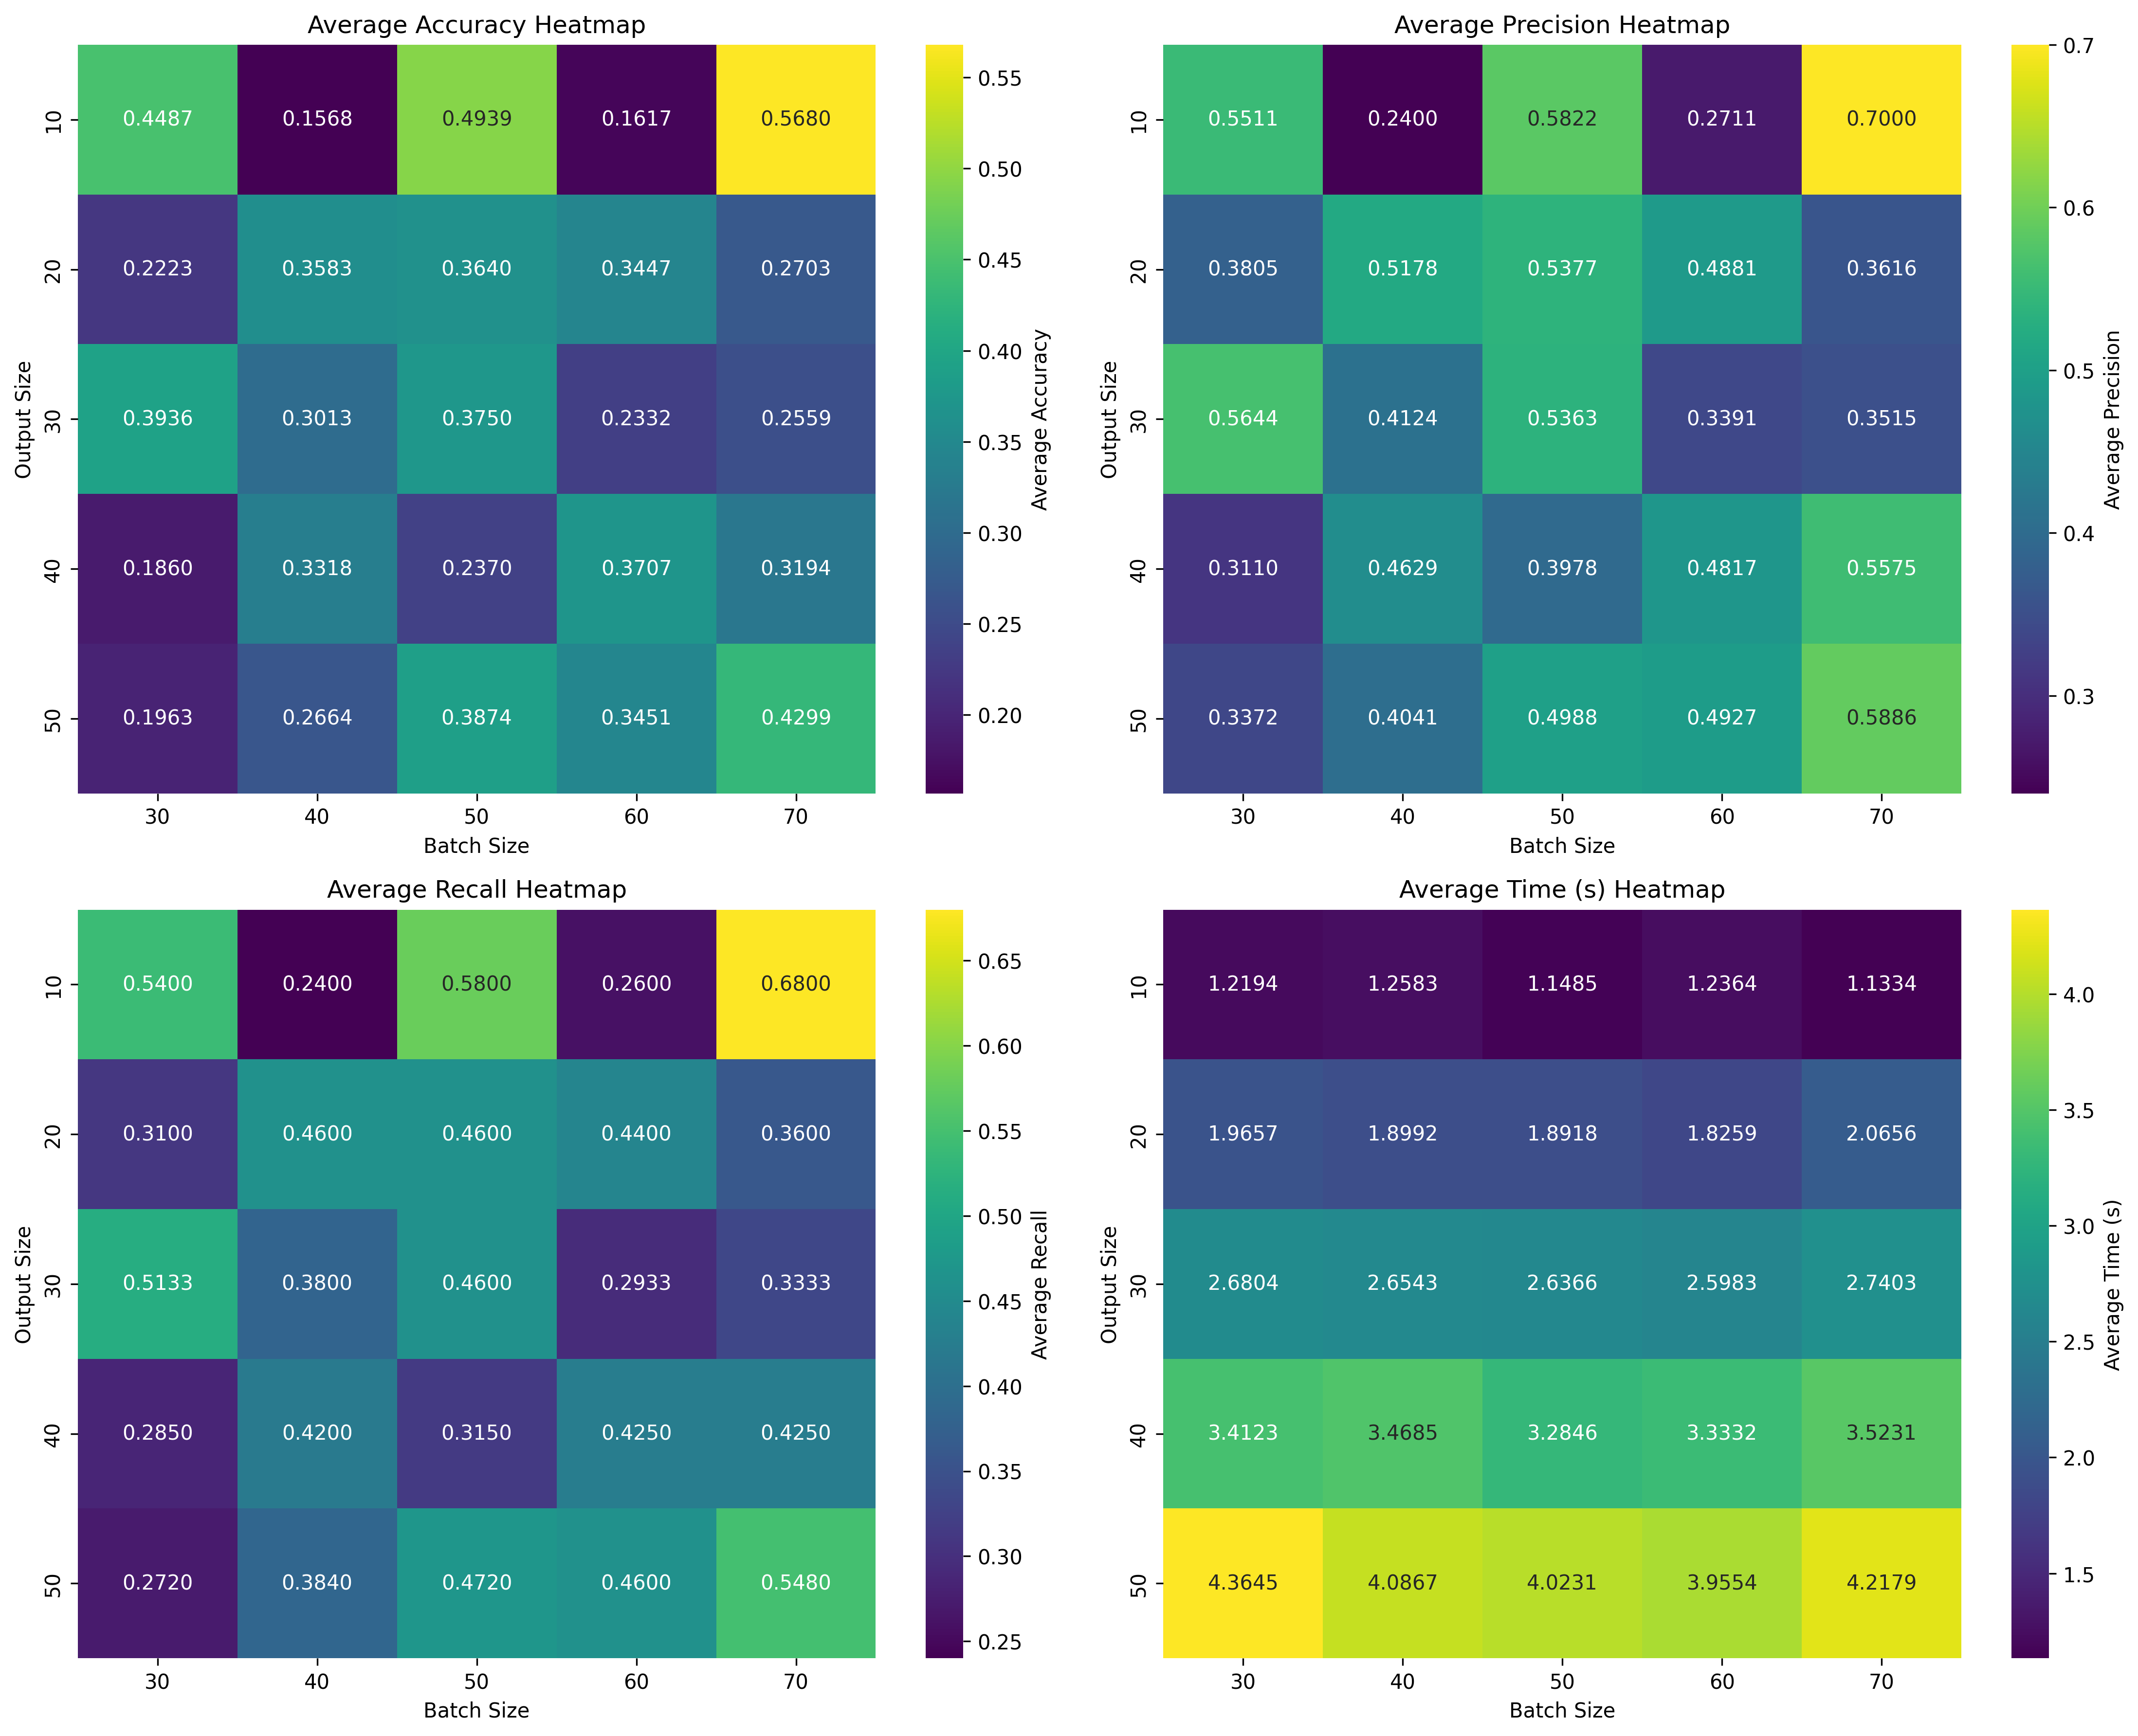 Average Accuracy Heatmap
10 0.4487 0.1568 0.4939 0.1617 0.5680
20 0.2223 0.3583 0.3640 0.3447 0.2703
30 0.3936 0.3013 0.3750 0.2332 0.2559
40 0.1860 0.3318 0.2370 0.3707 0.3194
50 0.1963 0.2664 0.3874 0.3451 0.4299
30 40 50 60 70
Batch Size
Output Size
0.55
0.50
0.45
0.40
0.35
0.30
0.25
0.20
Average Accuracy
Average Precision Heatmap
10 0.5511 0.2400 0.5822 0.2711 0.7000
20 0.3805 0.5178 0.5377 0.4881 0.3616
30 0.5644 0.4124 0.5363 0.3391 0.3515
40 0.3110 0.4629 0.3978 0.4817 0.5575
50 0.3372 0.4041 0.4988 0.4927 0.5886
30 40 50 60 70
Batch Size
Output Size
0.7
0.6
0.5
0.4
0.3
Average Precision
Average Recall Heatmap
10 0.5400 0.2400 0.5800 0.2600 0.6800
20 0.3100 0.4600 0.4600 0.4400 0.3600
30 0.5133 0.3800 0.4600 0.2933 0.3333
40 0.2850 0.4200 0.3150 0.4250 0.4250
50 0.2720 0.3840 0.4720 0.4600 0.5480
30 40 50 60 70
Batch Size
Output Size
0.65
0.60
0.55
0.50
0.45
0.40
0.35
0.30
0.25
Average Recall
Average Time (s) Heatmap
10 1.2194 1.2583 1.1485 1.2364 1.1334
20 1.9657 1.8992 1.8918 1.8259 2.0656
30 2.6804 2.6543 2.6366 2.5983 2.7403
40 3.4123 3.4685 3.2846 3.3332 3.5231
50 4.3645 4.0867 4.0231 3.9554 4.2179
30 40 50 60 70
Batch Size
Output Size
4.0
3.5
3.0
2.5
2.0
1.5
Average Time (s)